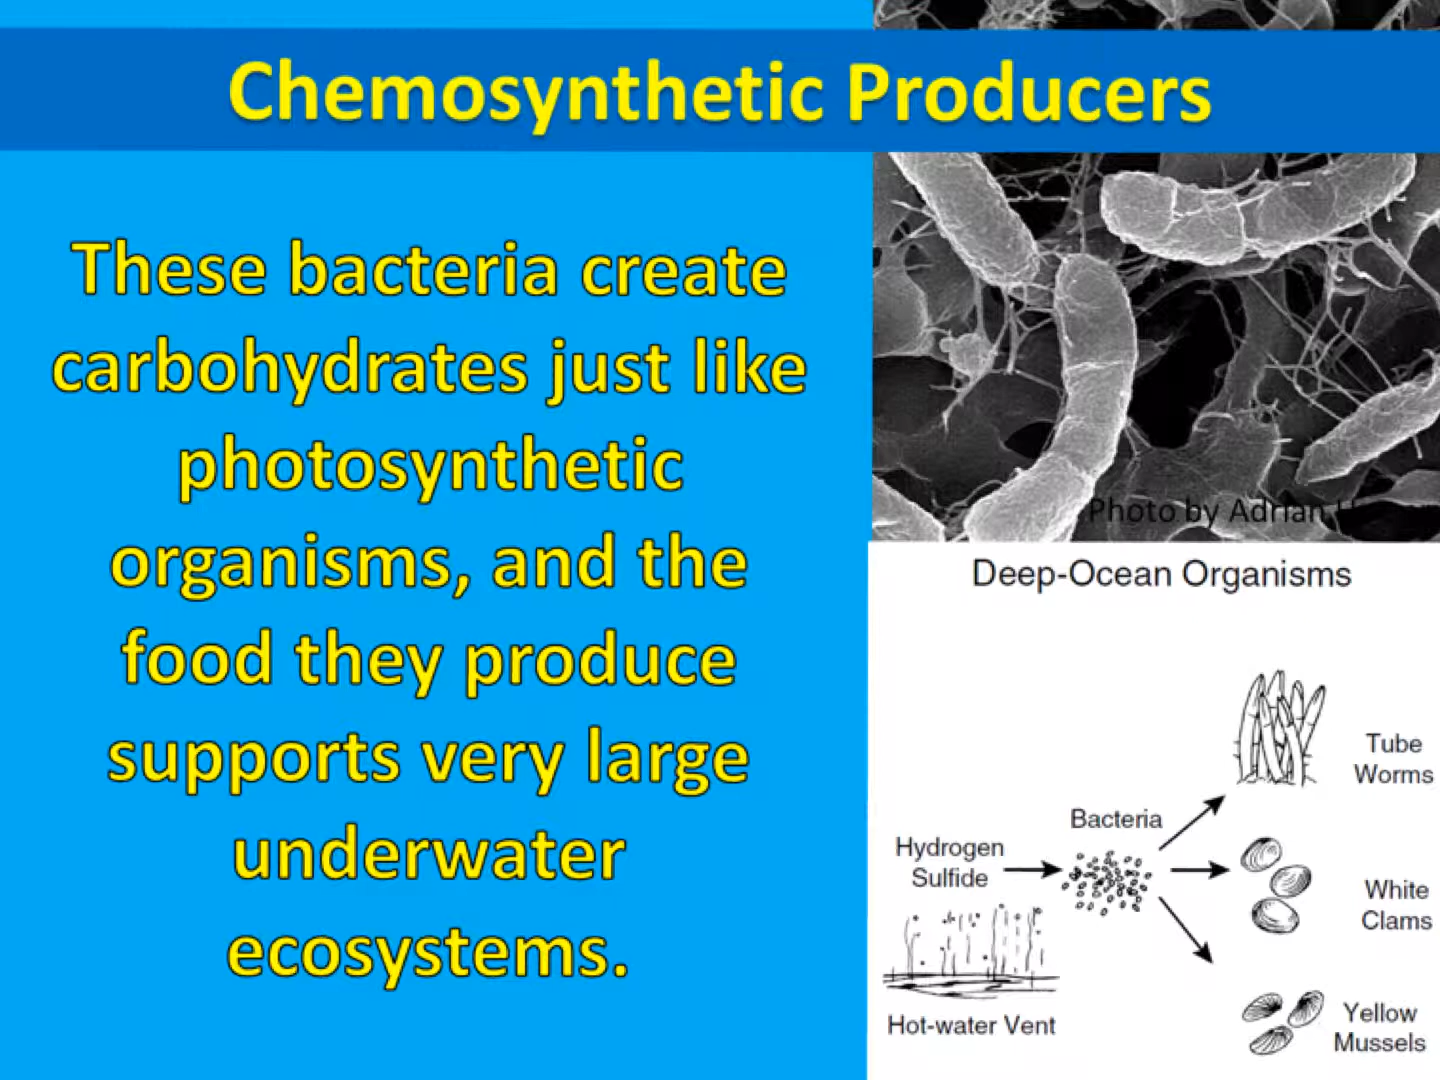 Chemosynthetic Producers
These bacteria create
carbohydrates just like
photosynthetic
organisms, and the
food they produce
supports very large
underwater
ecosystems.
Photo by Adrian
Deep-Ocean Organisms
Tube
Worms
Bacteria
Hydrogen
Sulfide
White
Clams
Hot-water Vent
Yellow
Mussels